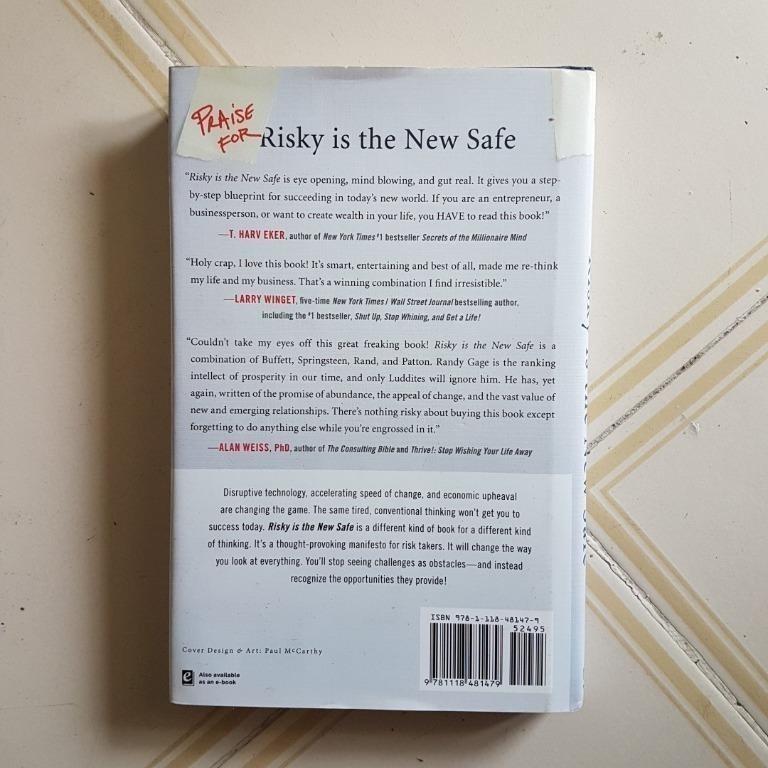 PRAISE
FOR
Risky is the New Safe
"Risky is the New Safe is eye opening, mind blowing, and gut real. It gives you a step-
by-step blueprint for succeeding in today's new world. If you are an entrepreneur, a
businessperson, or want to create wealth in your life, you HAVE to read this book!"
—T. HARV EKER, author of New York Times #1 bestseller Secrets of the Millionaire Mind
"Holy crap, I love this book! It's smart, entertaining and best of all, made me re-think
my life and my business. That's a winning combination I find irresistible."
—LARRY WINGET, five-time New York Times / Wall Street Journal bestselling author,
including the #1 bestseller, Shut Up, Stop Whining, and Get a Life!
"Couldn't take my eyes off this great freaking book! Risky is the New Safe is a
combination of Buffett, Springsteen, Rand, and Patton. Randy Gage is the ranking
intellect of prosperity in our time, and only Luddites will ignore him. He has, yet
again, written of the promise of abundance, the appeal of change, and the vast value of
new and emerging relationships. There's nothing risky about buying this book except
forgetting to do anything else while you're engrossed in it."
—ALAN WEISS, PhD, author of The Consulting Bible and Thrive!: Stop Wishing Your Life Away
Disruptive technology, accelerating speed of change, and economic upheaval
are changing the game. The same tired, conventional thinking won't get you to
success today. Risky is the New Safe is a different kind of book for a different kind
of thinking. It's a thought-provoking manifesto for risk takers. It will change the way
you look at everything. You'll stop seeing challenges as obstacles—and instead
recognize the opportunities they provide!
ISBN 978-1-118-48147-9
52495
9 781118 481479
Cover Design & Art: Paul McCarthy
e
Also available
as an e-book